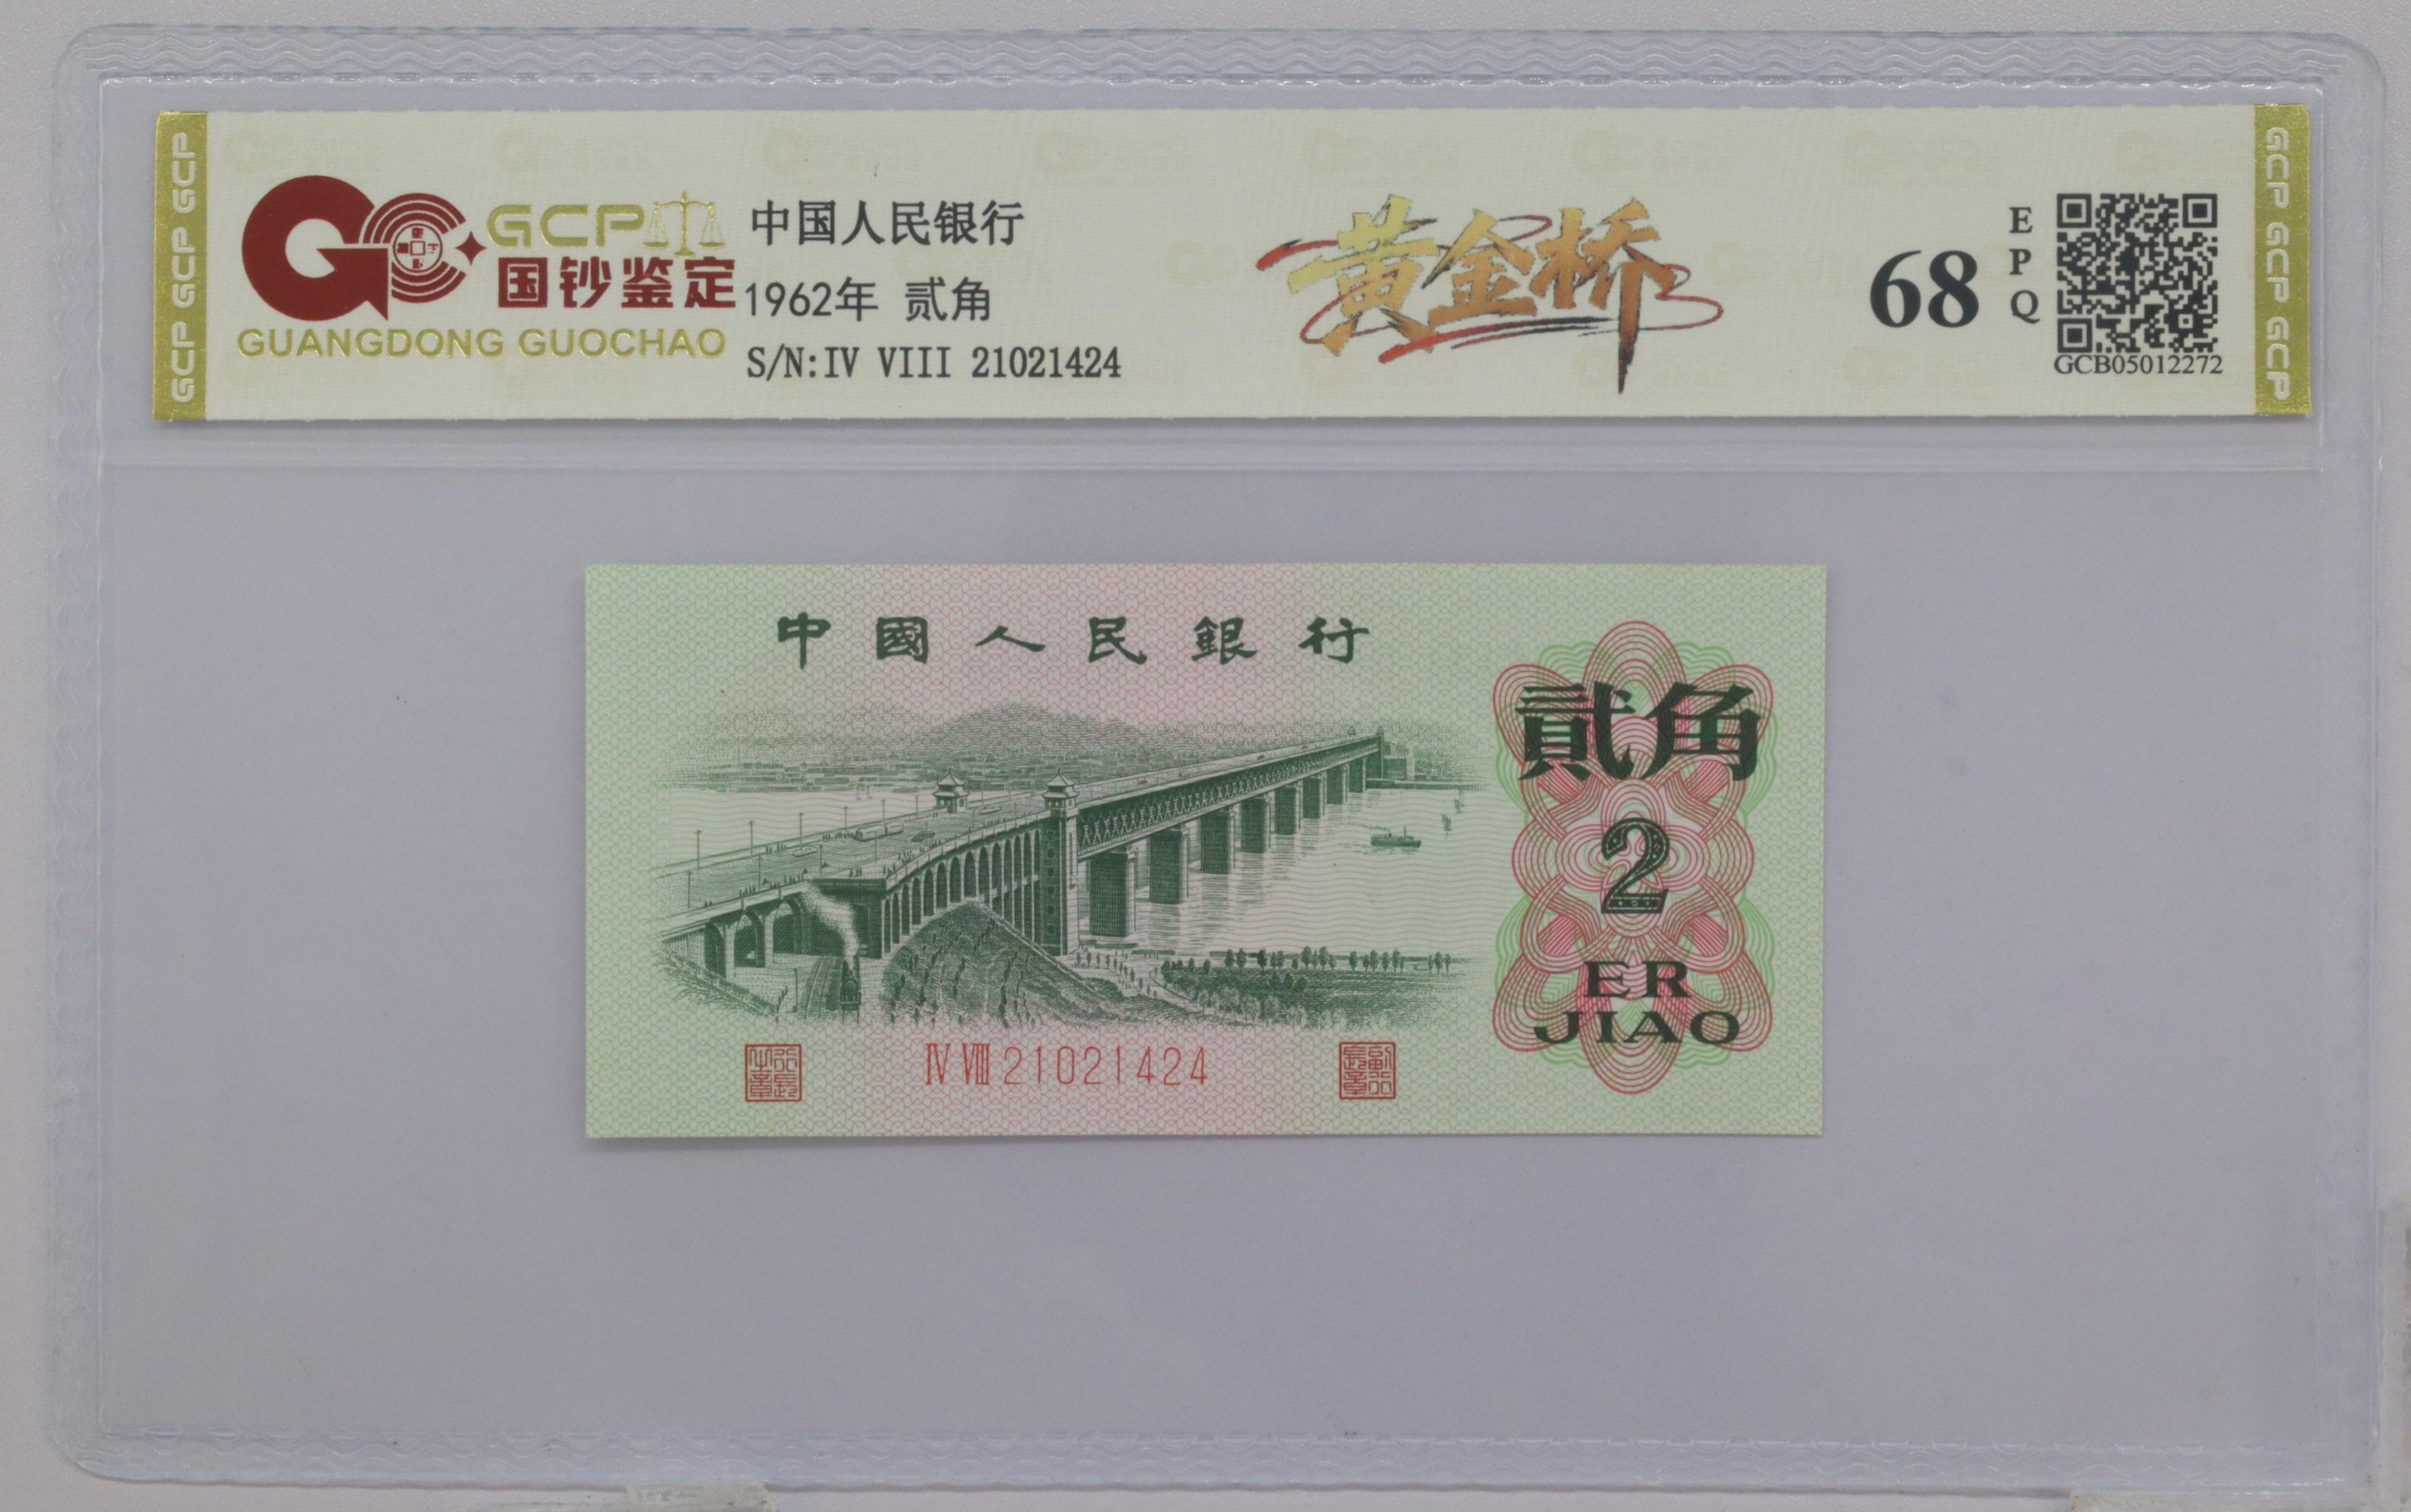 GCP GCP GCP
GCP
国钞鉴定
GUANGDONG GUOCHAO
中国人民银行
1962年 贰角
S/N:IV VIII 21021424
黄金桥
68
EPQ
GCB05012272
GCP GCP GCP
中國人民銀行
貳角
2
ER
JIAO
IV VIII 21021424